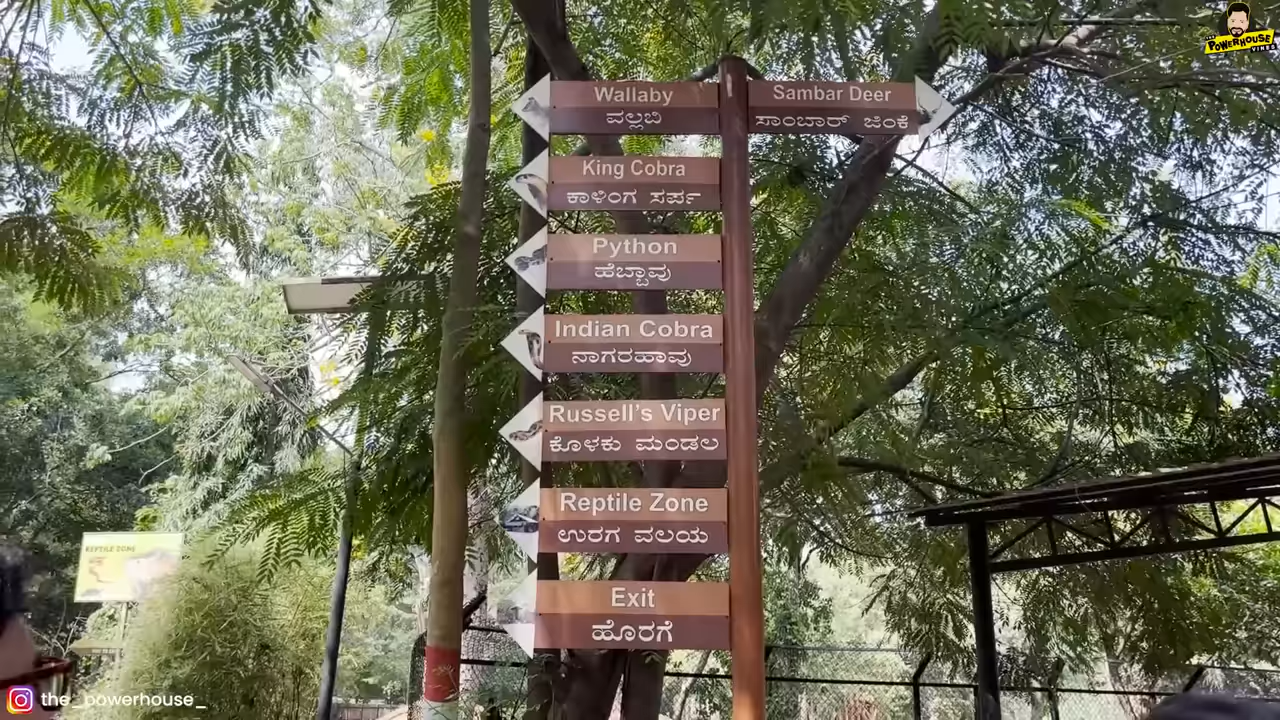 Wallaby
ವಲ್ಲಬಿ
Sambar Deer
ಸಾಂಬಾರ್ ಜಿಂಕೆ
King Cobra
ಕಾಳಿಂಗ ಸರ್ಪ
Python
ಹೆಬ್ಬಾವು
Indian Cobra
ನಾಗರಹಾವು
Russell's Viper
ಕೊಳಕು ಮಂಡಲ
Reptile Zone
ಉರಗ ವಲಯ
Exit
ಹೊರಗೆ
REPTILE ZONE
POWERHOUSE
VINES
the_powerhouse_